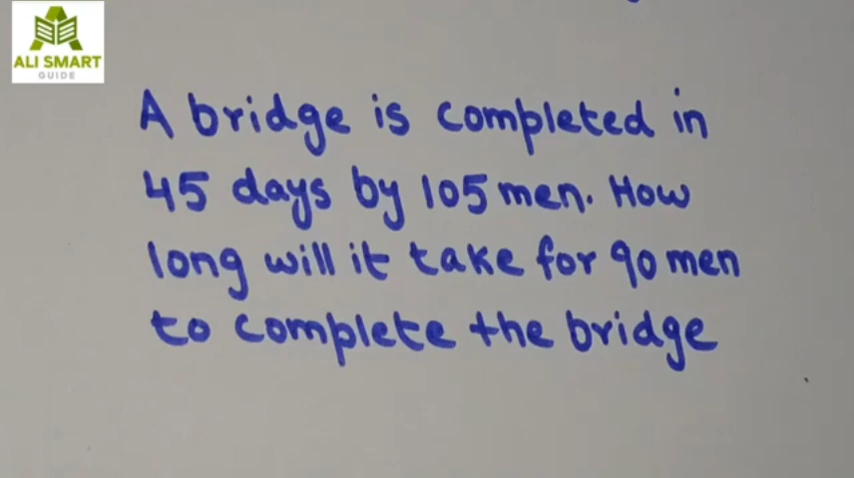 ALI SMART
GUIDE
A bridge is completed in
45 days by 105 men. How
long will it take for 90 men
to complete the bridge